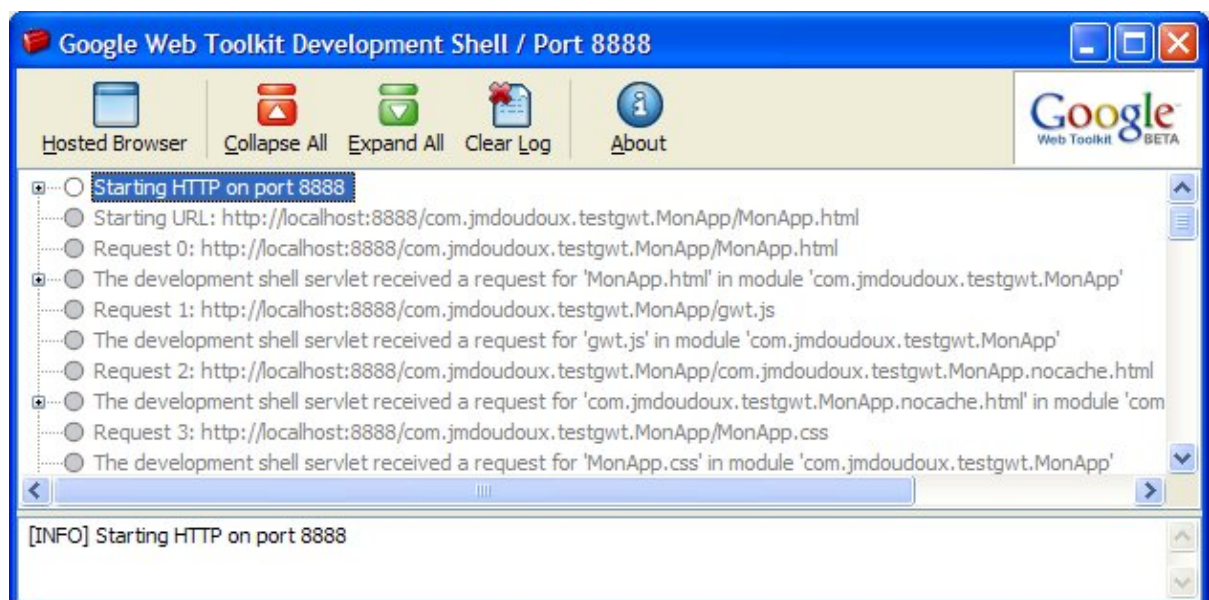 Google Web Toolkit Development Shell / Port 8888
Hosted Browser
Collapse All
Expand All
Clear Log
About
Google
Web Toolkit BETA
Starting HTTP on port 8888
Starting URL: http://localhost:8888/com.jmdoudoux.testgwt.MonApp/MonApp.html
Request 0: http://localhost:8888/com.jmdoudoux.testgwt.MonApp/MonApp.html
The development shell servlet received a request for 'MonApp.html' in module 'com.jmdoudoux.testgwt.MonApp'
Request 1: http://localhost:8888/com.jmdoudoux.testgwt.MonApp/gwt.js
The development shell servlet received a request for 'gwt.js' in module 'com.jmdoudoux.testgwt.MonApp'
Request 2: http://localhost:8888/com.jmdoudoux.testgwt.MonApp/com.jmdoudoux.testgwt.MonApp.nocache.html
The development shell servlet received a request for 'com.jmdoudoux.testgwt.MonApp.nocache.html' in module 'com
Request 3: http://localhost:8888/com.jmdoudoux.testgwt.MonApp/MonApp.css
The development shell servlet received a request for 'MonApp.css' in module 'com.jmdoudoux.testgwt.MonApp'
[INFO] Starting HTTP on port 8888